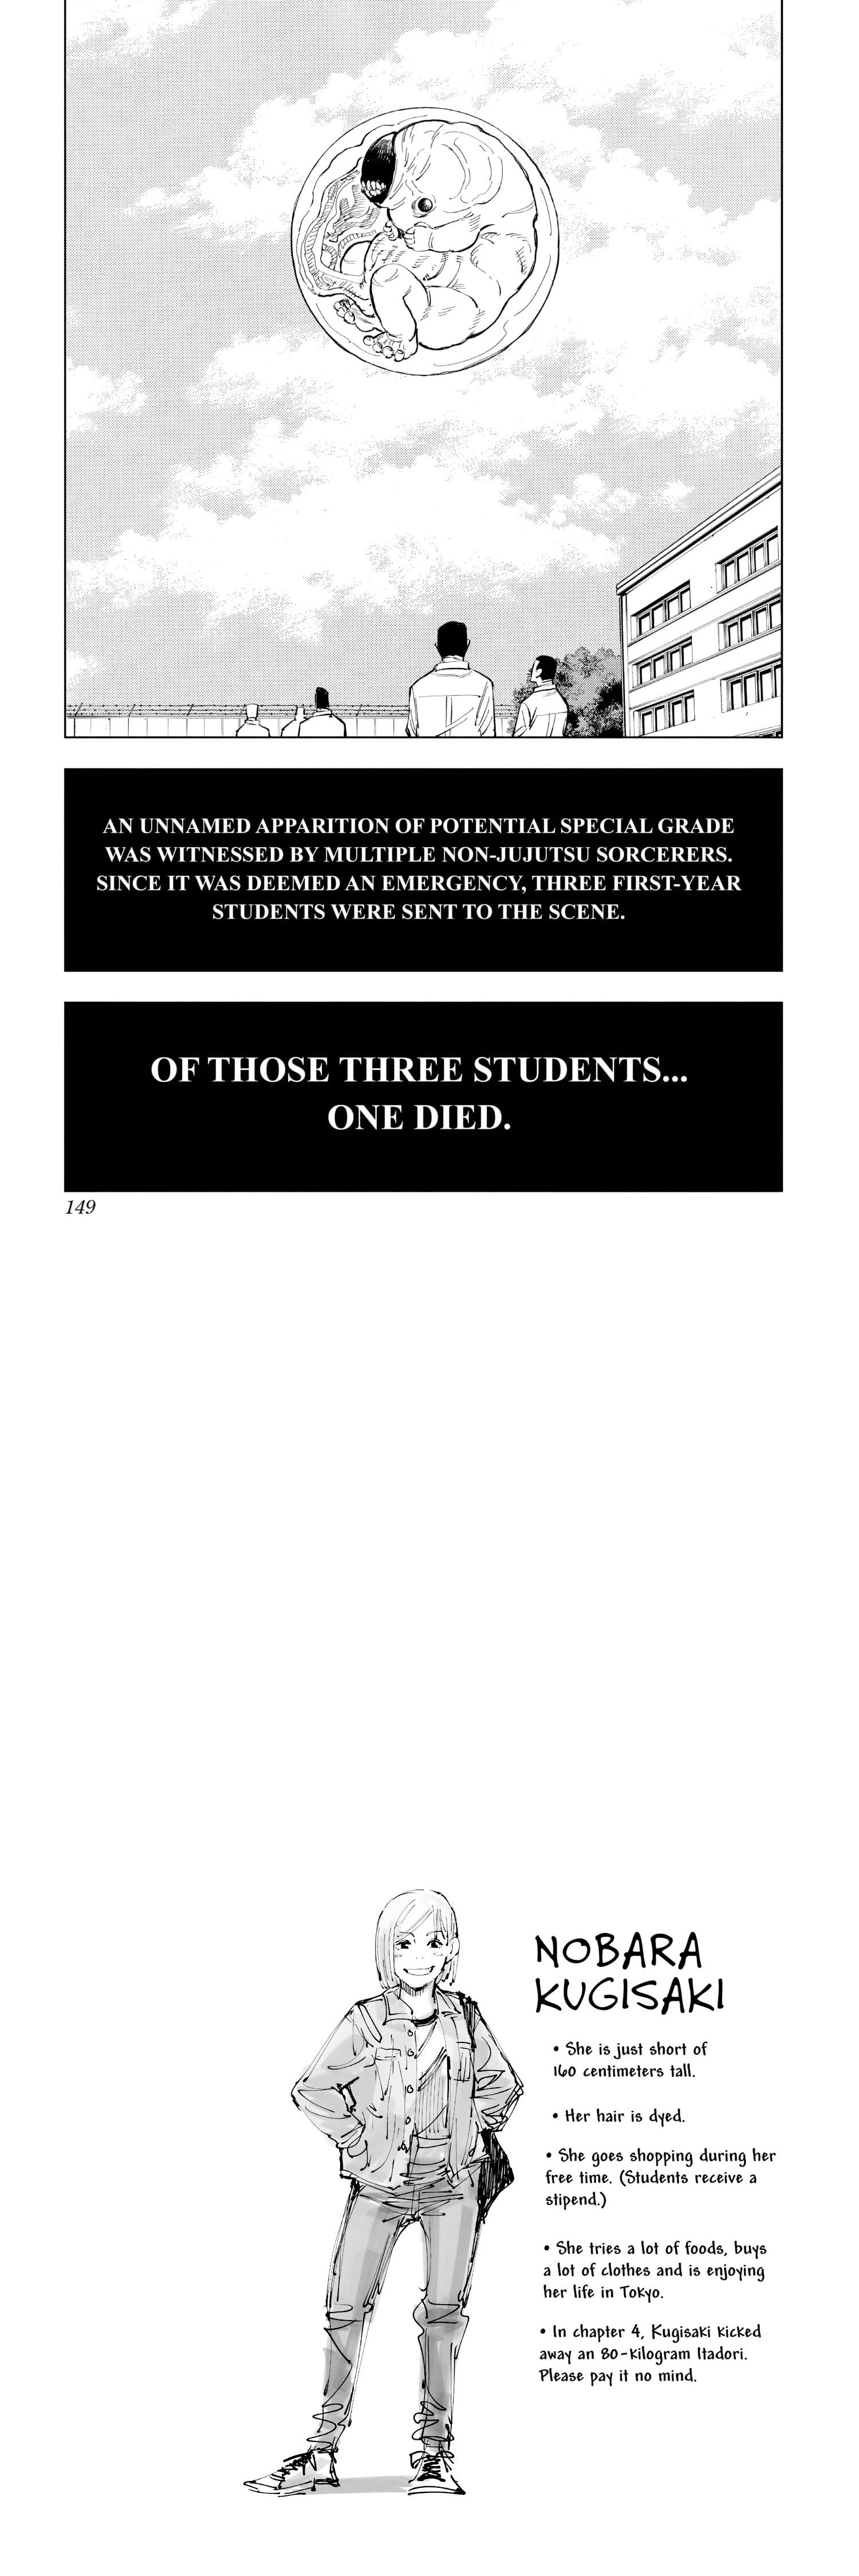 AN UNNAMED APPARITION OF POTENTIAL SPECIAL GRADE
WAS WITNESSED BY MULTIPLE NON-JUJUTSU SORCERERS.
SINCE IT WAS DEEMED AN EMERGENCY, THREE FIRST-YEAR
STUDENTS WERE SENT TO THE SCENE.
OF THOSE THREE STUDENTS...
ONE DIED.
149
NOBARA
KUGISAKI
• She is just short of
160 centimeters tall.
• Her hair is dyed.
• She goes shopping during her
free time. (Students receive a
stipend.)
• She tries a lot of foods, buys
a lot of clothes and is enjoying
her life in Tokyo.
• In chapter 4, Kugisaki kicked
away an 80-kilogram Itadori.
Please pay it no mind.